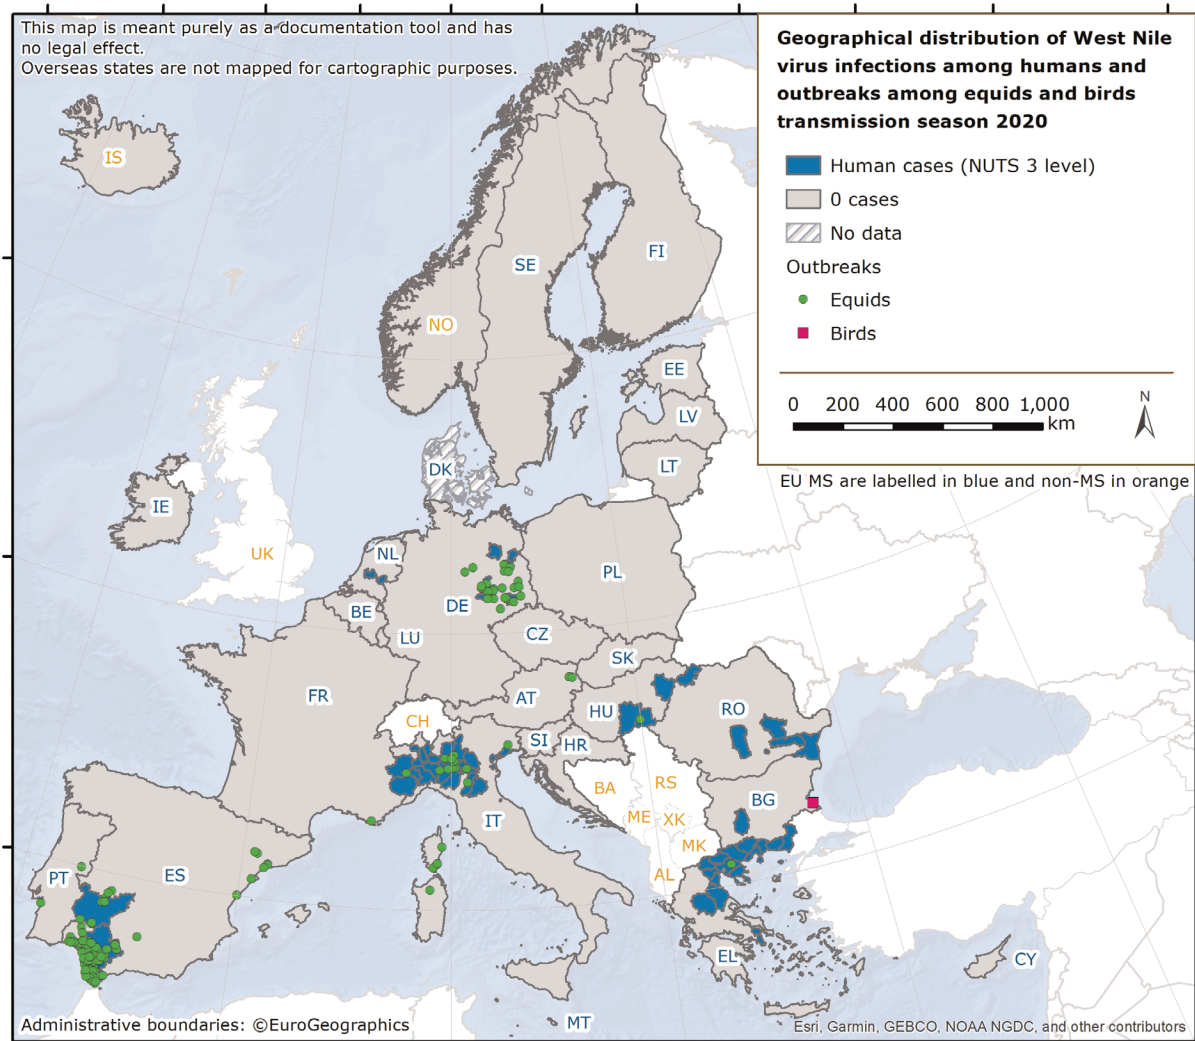 This map is meant purely as a documentation tool and has
no legal effect.
Overseas states are not mapped for cartographic purposes.
Geographical distribution of West Nile
virus infections among humans and
outbreaks among equids and birds
transmission season 2020
Human cases (NUTS 3 level)
0 cases
No data
Outbreaks
Equids
Birds
0 200 400 600 800 1,000
km
N
EU MS are labelled in blue and non-MS in orange
IS
SE
FI
NO
EE
LV
LT
DK
IE
UK
NL
PL
DE
BE
LU
CZ
SK
FR
AT
CH
HU
RO
SI
HR
BA
RS
BG
IT
ME
XK
MK
AL
PT
ES
EL
CY
MT
Administrative boundaries: ©EuroGeographics
Esri, Garmin, GEBCO, NOAA NGDC, and other contributors